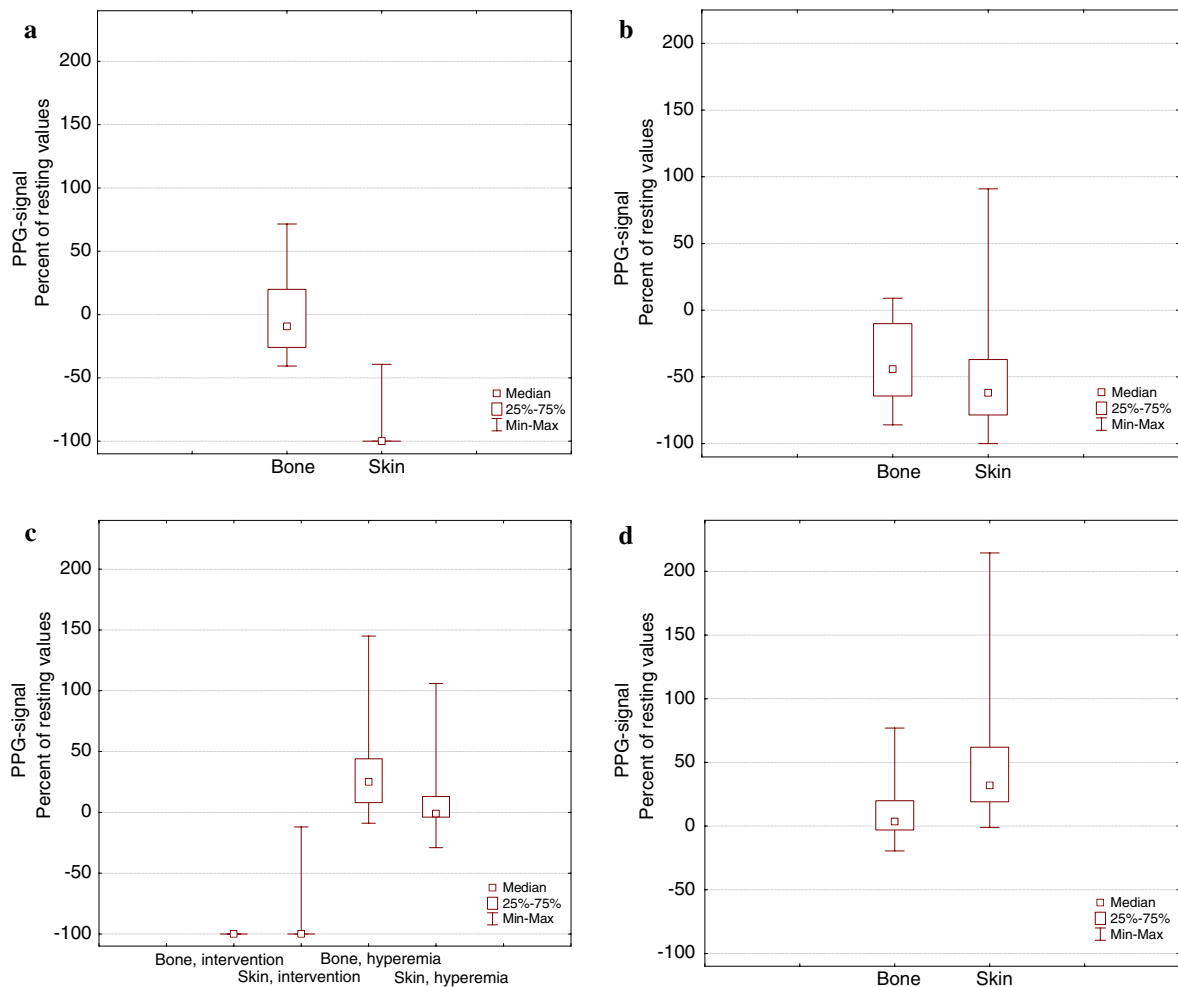 a
200
150
100
50
0
-50
-100
PPG-signal
Percent of resting values
Median
25%-75%
Min-Max
Bone Skin
b
200
150
100
50
0
-50
-100
PPG-signal
Percent of resting values
Median
25%-75%
Min-Max
Bone Skin
c
200
150
100
50
0
-50
-100
PPG-signal
Percent of resting values
Median
25%-75%
Min-Max
Bone, intervention Bone, hyperemia
Skin, intervention Skin, hyperemia
d
200
150
100
50
0
-50
-100
PPG-signal
Percent of resting values
Median
25%-75%
Min-Max
Bone Skin